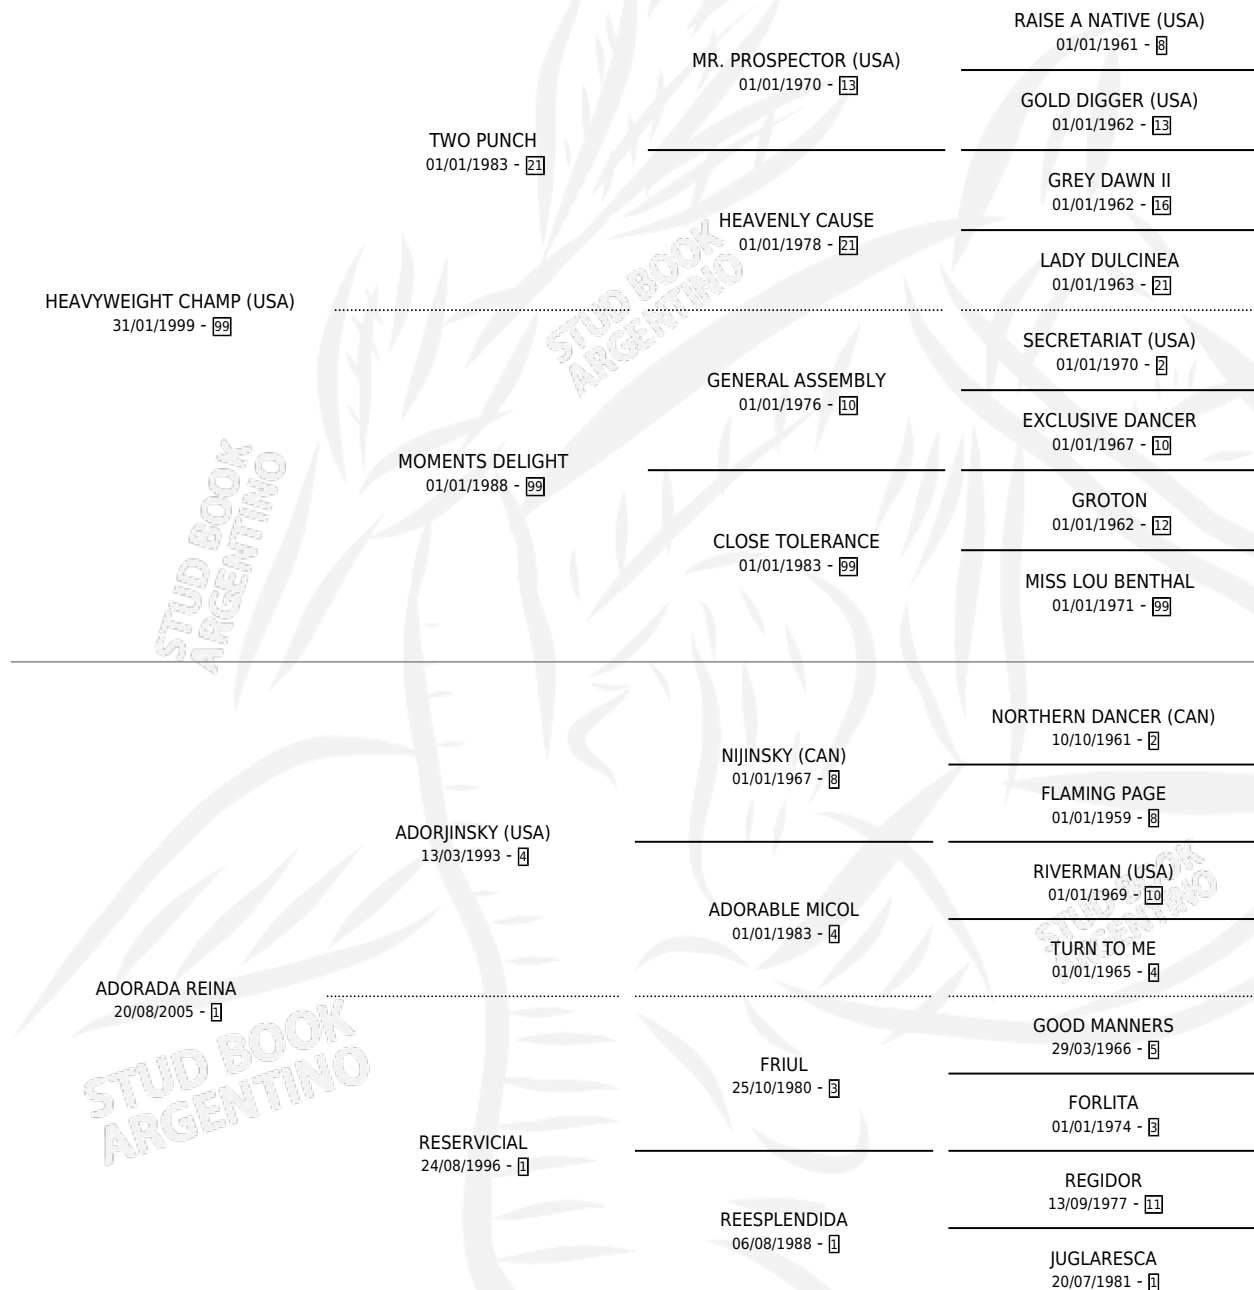 RAISE A NATIVE (USA)
01/01/1961 - 8
MR. PROSPECTOR (USA)
01/01/1970 - 13
GOLD DIGGER (USA)
01/01/1962 - 13
TWO PUNCH
01/01/1983 - 21
GREY DAWN II
01/01/1962 - 16
HEAVENLY CAUSE
01/01/1978 - 21
LADY DULCINEA
01/01/1963 - 21
HEAVYWEIGHT CHAMP (USA)
31/01/1999 - 99
SECRETARIAT (USA)
01/01/1970 - 2
GENERAL ASSEMBLY
01/01/1976 - 10
EXCLUSIVE DANCER
01/01/1967 - 10
MOMENTS DELIGHT
01/01/1988 - 99
GROTON
01/01/1962 - 12
CLOSE TOLERANCE
01/01/1983 - 99
MISS LOU BENTHAL
01/01/1971 - 99
NORTHERN DANCER (CAN)
10/10/1961 - 2
NIJINSKY (CAN)
01/01/1967 - 8
FLAMING PAGE
01/01/1959 - 8
ADORJINSKY (USA)
13/03/1993 - 4
RIVERMAN (USA)
01/01/1969 - 10
ADORABLE MICOL
01/01/1983 - 4
TURN TO ME
01/01/1965 - 4
ADORADA REINA
20/08/2005 - 1
GOOD MANNERS
29/03/1966 - 5
FRIUL
25/10/1980 - 3
FORLITA
01/01/1974 - 3
RESERVICIAL
24/08/1996 - 1
REGIDOR
13/09/1977 - 11
REESPLENDIDA
06/08/1988 - 1
JUGLARESCA
20/07/1981 - 1
STUD BOOK
ARGENTINO
STUD BOOK
ARGENTINO
STUD BOOK
ARGENTINO
STUD BOOK
ARGENTINO